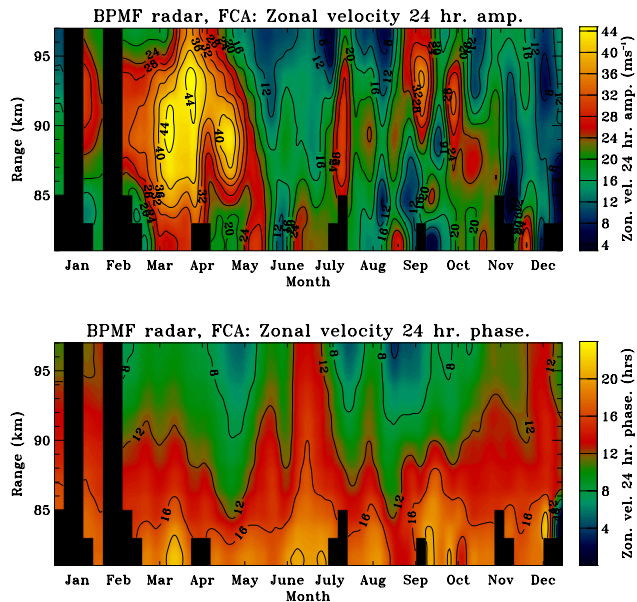 BPMF radar, FCA: Zonal velocity 24 hr. amp.
95
90
85
Range (km)
Jan Feb Mar Apr May June July Aug Sep Oct Nov Dec
Month
44
40
36
32
28
24
20
16
12
8
4
Zon. vel. 24 hr. amp. (ms⁻¹)
BPMF radar, FCA: Zonal velocity 24 hr. phase.
95
90
85
Range (km)
Jan Feb Mar Apr May June July Aug Sep Oct Nov Dec
Month
20
16
12
8
4
Zon. vel. 24 hr. phase. (hrs)